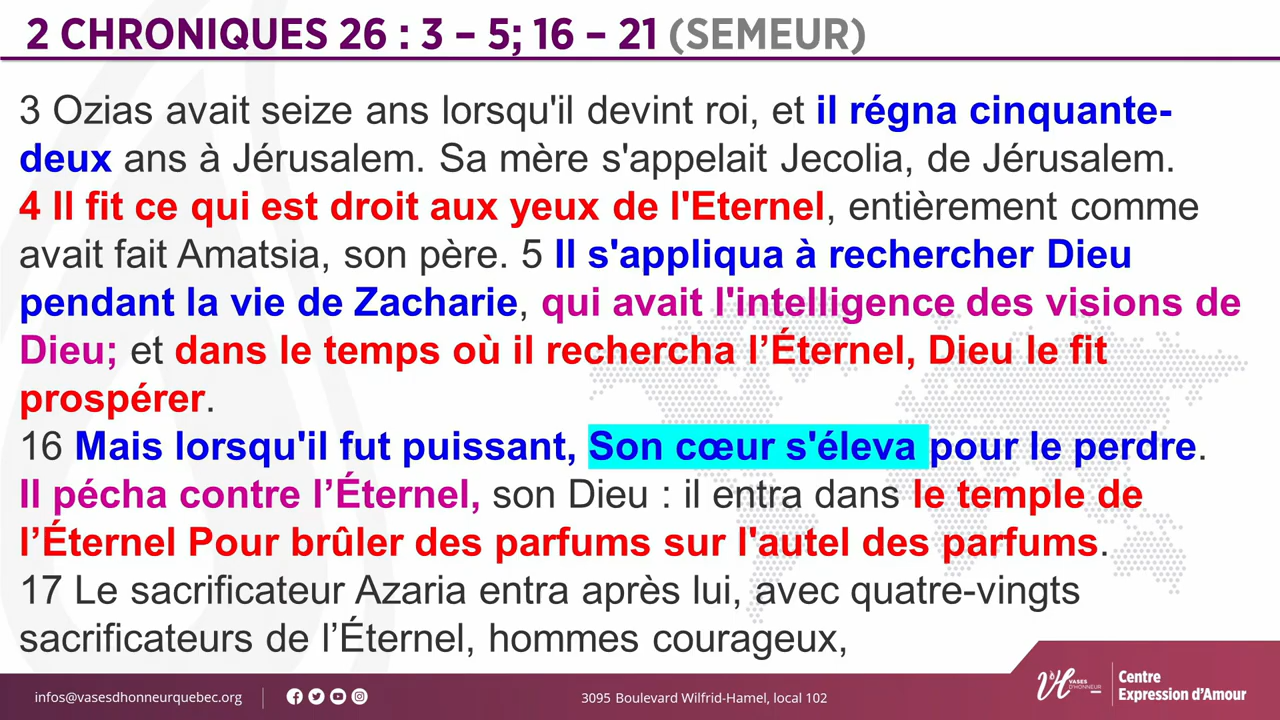 2 CHRONIQUES 26 : 3 – 5; 16 – 21 (SEMEUR)
3 Ozias avait seize ans lorsqu'il devint roi, et il régna cinquante-
deux ans à Jérusalem. Sa mère s'appelait Jecolia, de Jérusalem.
4 Il fit ce qui est droit aux yeux de l'Eternel, entièrement comme
avait fait Amatsia, son père. 5 Il s'appliqua à rechercher Dieu
pendant la vie de Zacharie, qui avait l'intelligence des visions de
Dieu; et dans le temps où il rechercha l’Éternel, Dieu le fit
prospérer.
16 Mais lorsqu'il fut puissant, Son cœur s'éleva pour le perdre.
Il pécha contre l’Éternel, son Dieu : il entra dans le temple de
l’Éternel Pour brûler des parfums sur l'autel des parfums.
17 Le sacrificateur Azaria entra après lui, avec quatre-vingts
sacrificateurs de l’Éternel, hommes courageux,
infos@vasesdhonneurquebec.org
3095 Boulevard Wilfrid-Hamel, local 102
VASES
D'HONNEUR
Centre
Expression d’Amour